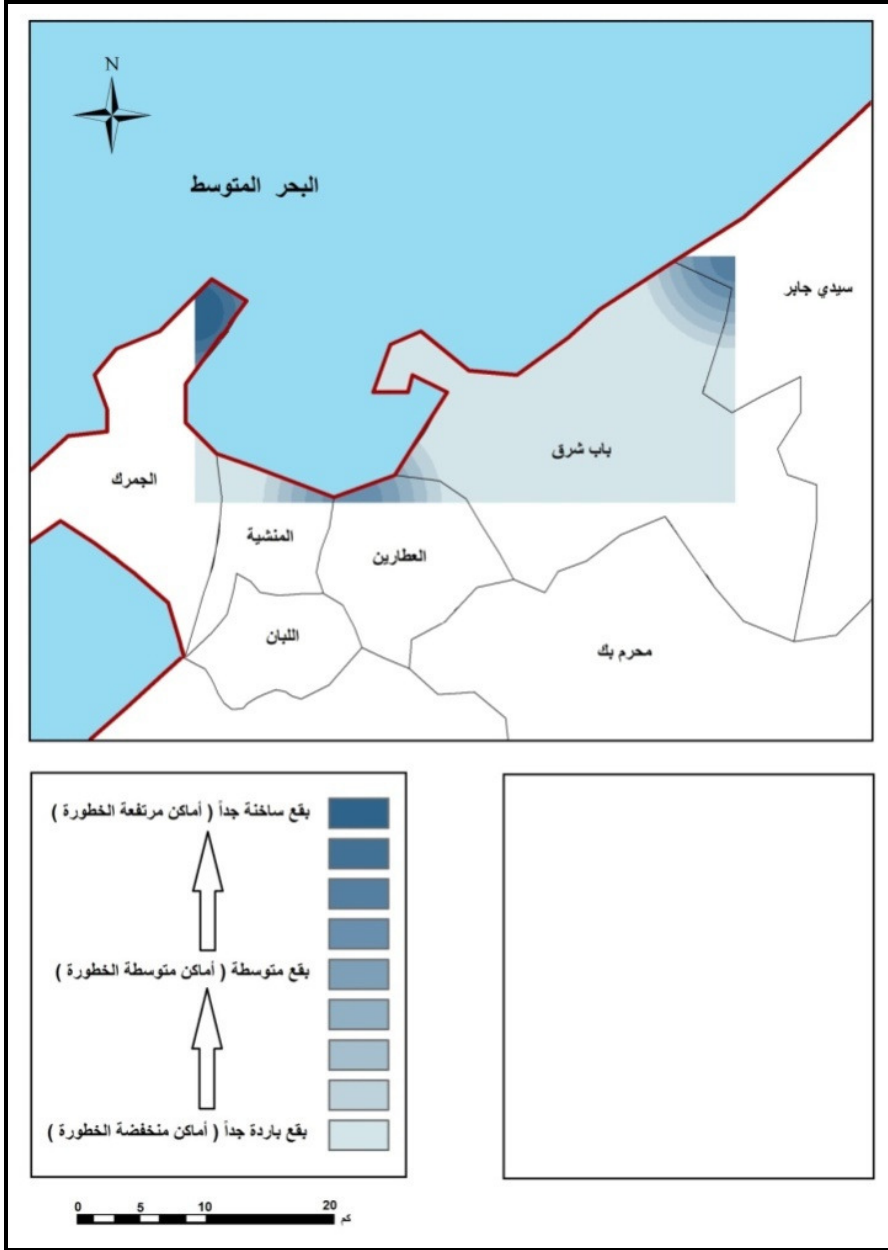 N
البحر المتوسط
سيدي جابر
باب شرق
الجمرك
المنشية
العطارين
اللبان
محرم بك
بقع ساخنة جداً ( أماكن مرتفعة الخطورة )
بقع متوسطة ( أماكن متوسطة الخطورة )
بقع باردة جداً ( أماكن منخفضة الخطورة )
0 5 10 20
كم